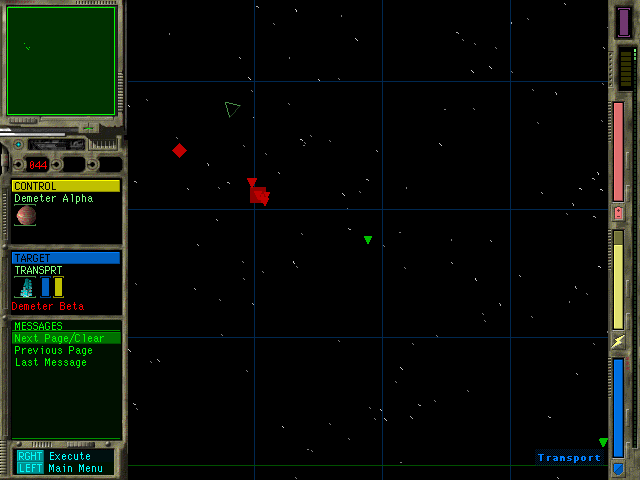 044
CONTROL
Demeter Alpha
TARGET
TRANSPRT
Demeter Beta
MESSAGES
Next Page/Clear
Previous Page
Last Message
RGHT Execute
LEFT Main Menu
Transport